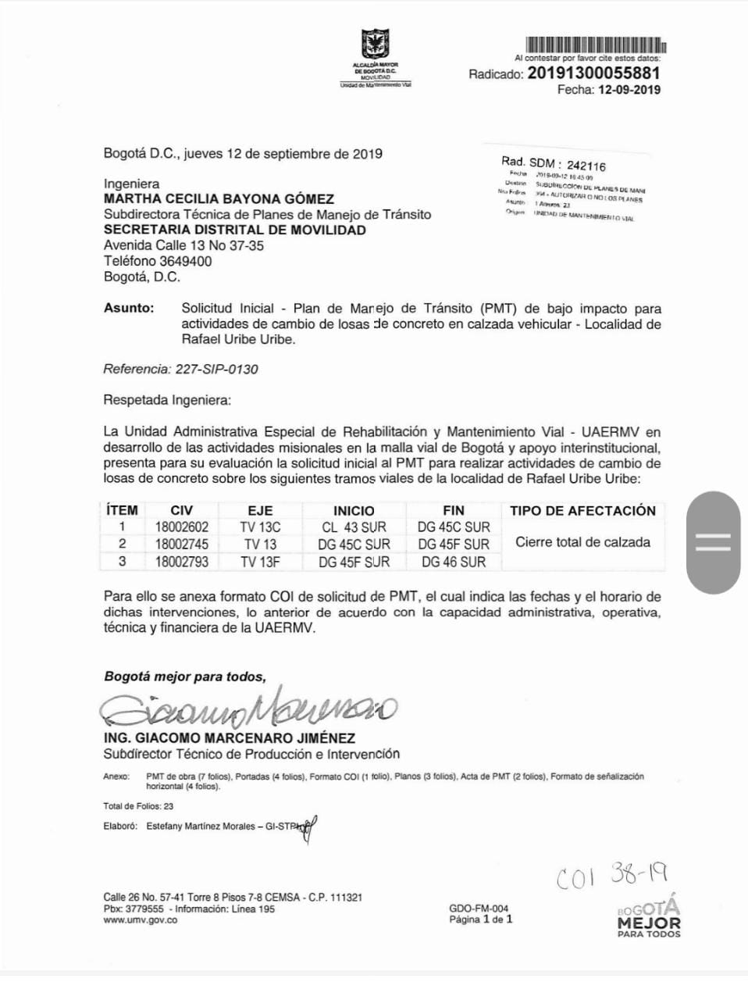 ALCALDÍA MAYOR
DE BOGOTÁ D.C.
MOVILIDAD
Unidad de Mantenimiento Vial
Al contestar por favor cite estos datos:
Radicado: 20191300055881
Fecha: 12-09-2019
Bogotá D.C., jueves 12 de septiembre de 2019
Rad. SDM : 242116
Fecha 2019-09-12 16:45:00
Destino SUBDIRECCIÓN DE PLANES DE MANE
Nro Folios 394 - AUTORIZAR O NO LOS PLANES
Asunto : 1 Anexos: 23
Origen UNIDAD DE MANTENIMIENTO VIAL
Ingeniera
MARTHA CECILIA BAYONA GÓMEZ
Subdirectora Técnica de Planes de Manejo de Tránsito
SECRETARIA DISTRITAL DE MOVILIDAD
Avenida Calle 13 No 37-35
Teléfono 3649400
Bogotá, D.C.
Asunto: Solicitud Inicial - Plan de Manejo de Tránsito (PMT) de bajo impacto para
actividades de cambio de losas de concreto en calzada vehicular - Localidad de
Rafael Uribe Uribe.
Referencia: 227-SIP-0130
Respetada Ingeniera:
La Unidad Administrativa Especial de Rehabilitación y Mantenimiento Vial - UAERMV en
desarrollo de las actividades misionales en la malla vial de Bogotá y apoyo interinstitucional,
presenta para su evaluación la solicitud inicial al PMT para realizar actividades de cambio de
losas de concreto sobre los siguientes tramos viales de la localidad de Rafael Uribe Uribe:
ÍTEM CIV EJE INICIO FIN TIPO DE AFECTACIÓN
1 18002602 TV 13C CL 43 SUR DG 45C SUR
2 18002745 TV 13 DG 45C SUR DG 45F SUR Cierre total de calzada
3 18002793 TV 13F DG 45F SUR DG 46 SUR
Para ello se anexa formato COI de solicitud de PMT, el cual indica las fechas y el horario de
dichas intervenciones, lo anterior de acuerdo con la capacidad administrativa, operativa,
técnica y financiera de la UAERMV.
Bogotá mejor para todos,
Giacomo Marcenaro
ING. GIACOMO MARCENARO JIMÉNEZ
Subdirector Técnico de Producción e Intervención
Anexo: PMT de obra (7 folios), Portadas (4 folios), Formato COI (1 folio), Planos (3 folios), Acta de PMT (2 folios), Formato de señalización
horizontal (4 folios).
Total de Folios: 23
Elaboró: Estefany Martínez Morales – GI-STPI
COI 38-19
Calle 26 No. 57-41 Torre 8 Pisos 7-8 CEMSA - C.P. 111321
Pbx: 3779555 - Información: Línea 195
www.umv.gov.co
GDO-FM-004
Página 1 de 1
BOGOTÁ
MEJOR
PARA TODOS